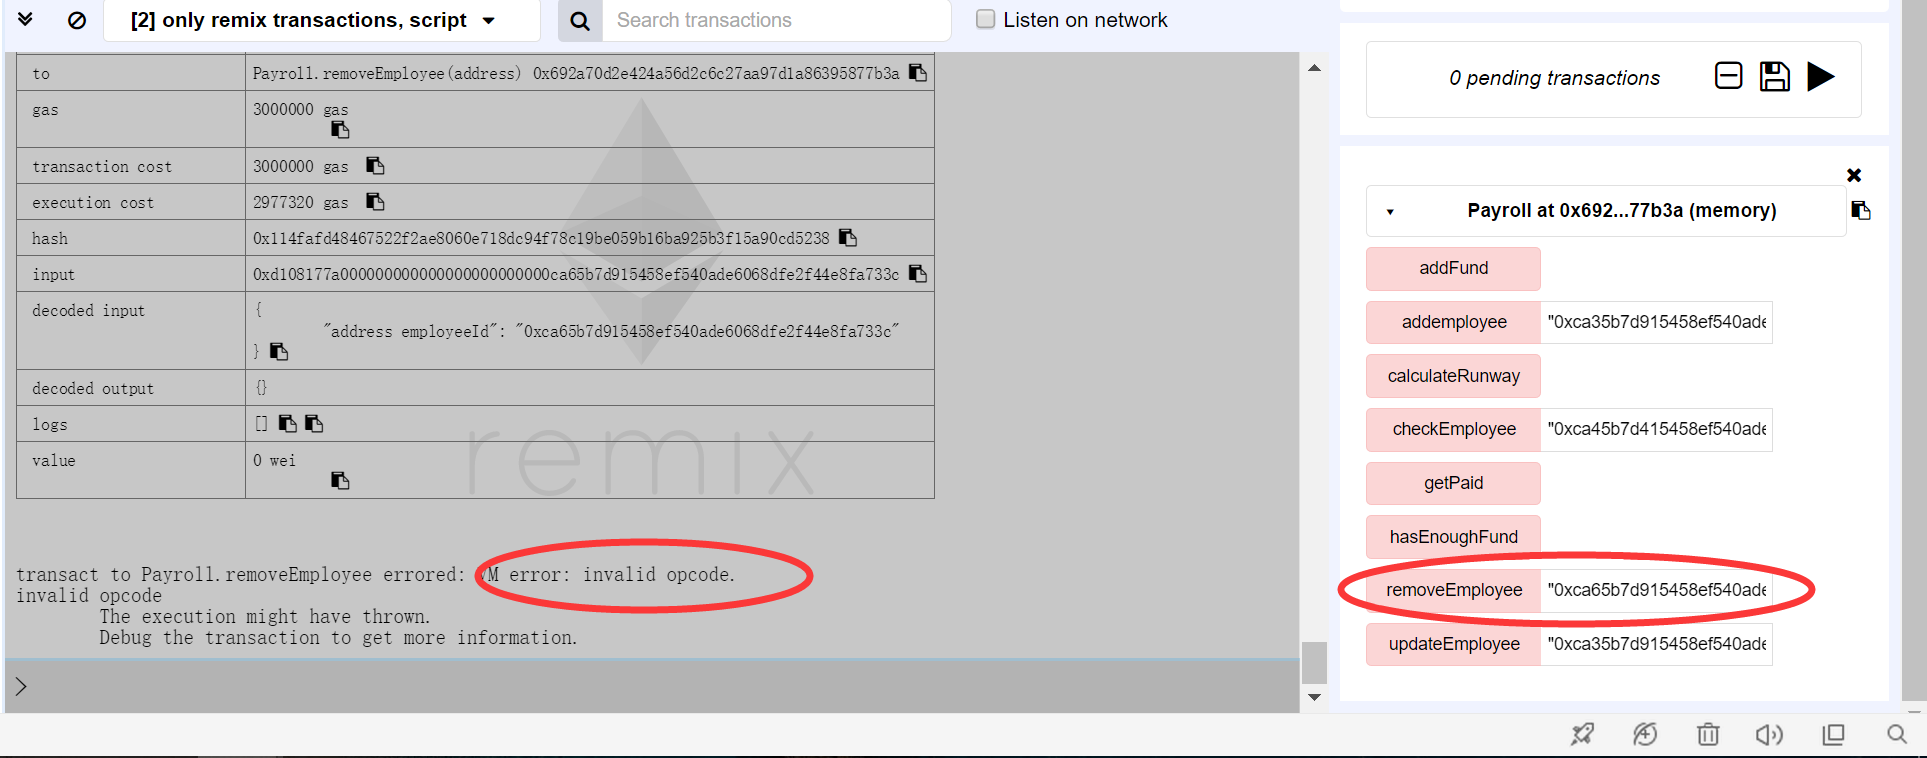 [2] only remix transactions, script
Search transactions
Listen on network
to
Payroll.removeEmployee(address) 0x692a70d2e424a56d2c6c27aa97d1a86395877b3a
gas
3000000 gas
transaction cost
3000000 gas
execution cost
2977320 gas
hash
0x114fafd48467522f2ae8060e718dc94f78c19be059b16ba925b3f15a90cd5238
input
0xd108177a000000000000000000000000ca65b7d915458ef540ade6068dfe2f44e8fa733c
decoded input
{
"address employeeId": "0xca65b7d915458ef540ade6068dfe2f44e8fa733c"
}
decoded output
{}
logs
[]
value
0 wei
remix
transact to Payroll.removeEmployee errored: VM error: invalid opcode.
invalid opcode
The execution might have thrown.
Debug the transaction to get more information.
>
0 pending transactions
Payroll at 0x692...77b3a (memory)
addFund
addemployee "0xca35b7d915458ef540ade
calculateRunway
checkEmployee "0xca45b7d415458ef540ade
getPaid
hasEnoughFund
removeEmployee "0xca65b7d915458ef540ade
updateEmployee "0xca35b7d915458ef540ade